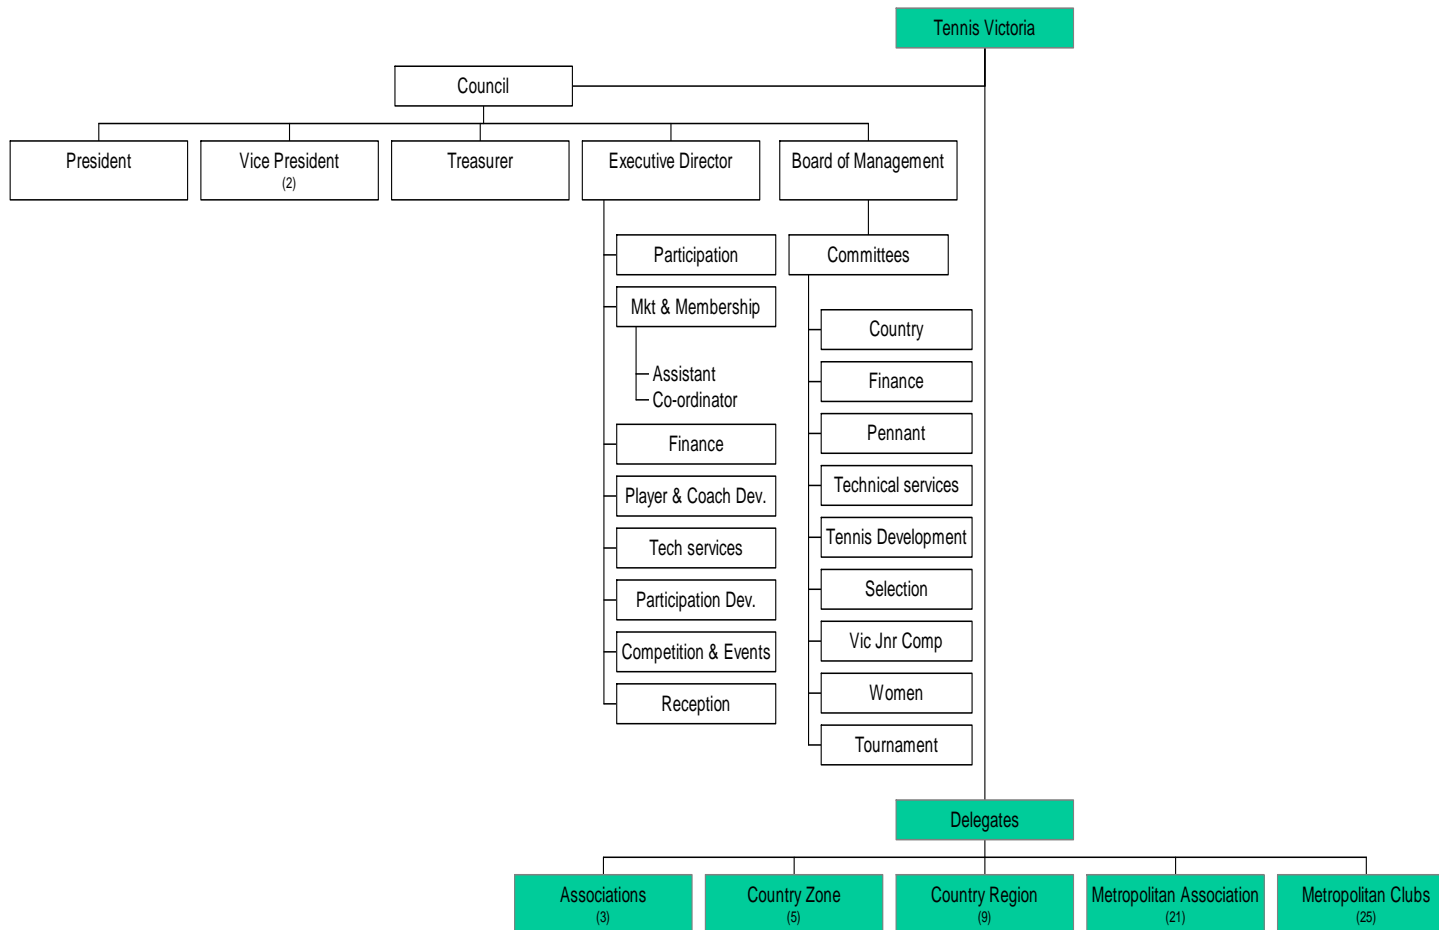 Tennis Victoria
Council
President
Vice President
(2)
Treasurer
Executive Director
Board of Management
Participation
Mkt & Membership
Assistant
Co-ordinator
Finance
Player & Coach Dev.
Tech services
Participation Dev.
Competition & Events
Reception
Committees
Country
Finance
Pennant
Technical services
Tennis Development
Selection
Vic Jnr Comp
Women
Tournament
Delegates
Associations
(3)
Country Zone
(5)
Country Region
(9)
Metropolitan Association
(21)
Metropolitan Clubs
(25)